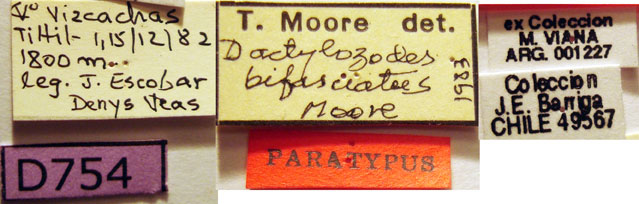 Vº Vizcachas
Tiltil - 1,15/12/82
1800 m.
leg. J. Escobar
Denys Veas
D754
T. Moore det.
Dactylozodes
bifasciatus
Moore
1983
PARATYPUS
ex Coleccion
M. VIANA
ARG. 001227
Coleccion
J.E. Barriga
CHILE 49567